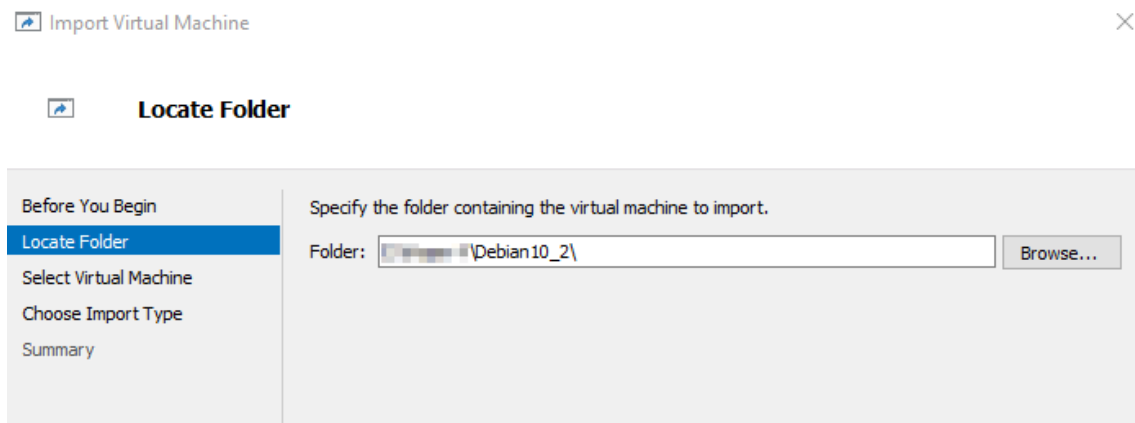 Import Virtual Machine
Locate Folder
Before You Begin
Specify the folder containing the virtual machine to import.
Locate Folder
Folder: \Debian10_2\ Browse...
Select Virtual Machine
Choose Import Type
Summary